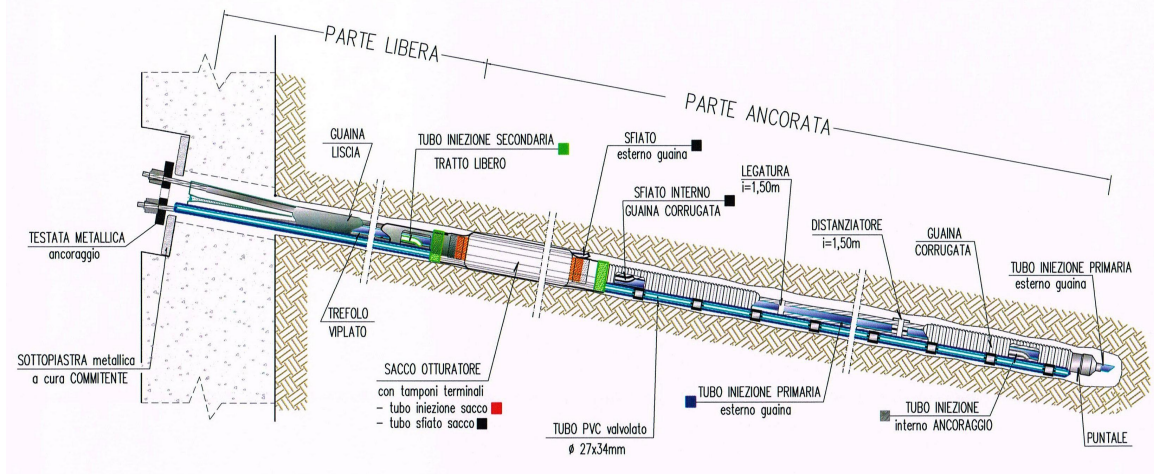 PARTE LIBERA
PARTE ANCORATA
GUAINA
LISCIA
TUBO INIEZIONE SECONDARIA
TRATTO LIBERO
SFIATO
esterno guaina
SFIATO INTERNO
GUAINA CORRUGATA
LEGATURA
i=1,50m
DISTANZIATORE
i=1,50m
GUAINA
CORRUGATA
TUBO INIEZIONE PRIMARIA
esterno guaina
TESTATA METALLICA
ancoraggio
TREFOLO
VIPLATO
SOTTOPIASTRA metallica
a cura COMMITENTE
SACCO OTTURATORE
con tamponi terminali
- tubo iniezione sacco
- tubo sfiato sacco
TUBO PVC valvolato
ø 27x34mm
TUBO INIEZIONE PRIMARIA
esterno guaina
TUBO INIEZIONE
interno ANCORAGGIO
PUNTALE